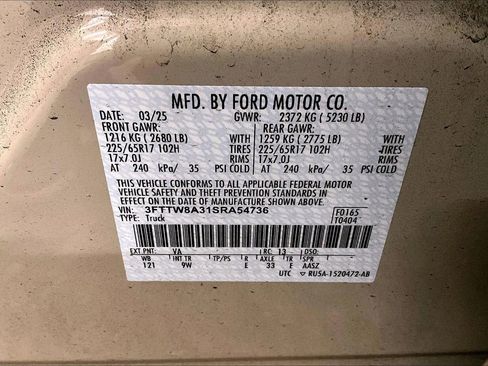 MFD. BY FORD MOTOR CO.
DATE: 03/25 GVWR: 2372 KG ( 5230 LB)
FRONT GAWR: REAR GAWR:
1216 KG ( 2680 LB) WITH 1259 KG ( 2775 LB) WITH
225/65R17 102H TIRES 225/65R17 102H TIRES
17x7.0J RIMS 17x7.0J RIMS
AT 240 kPa/ 35 PSI COLD AT 240 kPa/ 35 PSI COLD
THIS VEHICLE CONFORMS TO ALL APPLICABLE FEDERAL MOTOR
VEHICLE SAFETY AND THEFT PREVENTION STANDARDS IN EFFECT
ON THE DATE OF MANUFACTURE SHOWN ABOVE.
VIN: 3FTTW8A31SRA54736 F0165
TYPE: Truck T0404
EXT PNT: VA RC: 13 DSO:
WB INT TR TP/PS R AXLE TR SPR
121 9W E 33 E AASZ
UTC RU5A-1520472-AB